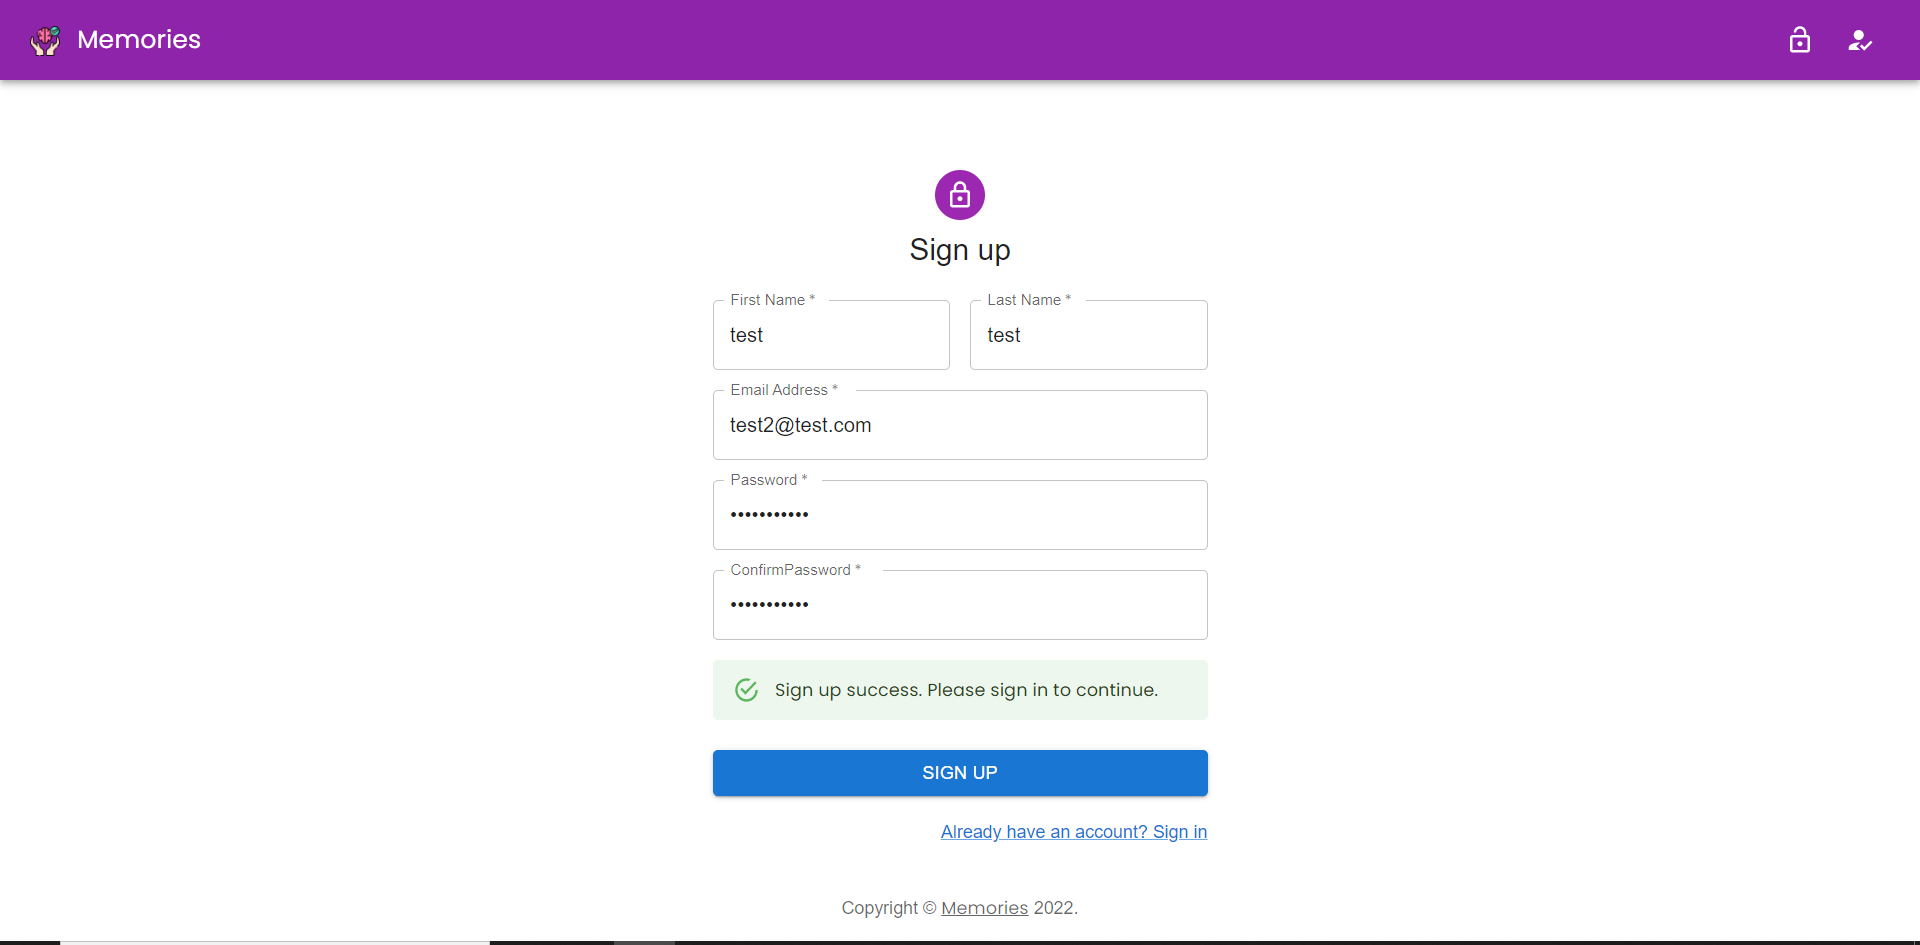 Memories
Sign up
First Name *
Last Name *
test
test
Email Address *
test2@test.com
Password *
•••••••••••
ConfirmPassword *
•••••••••••
Sign up success. Please sign in to continue.
SIGN UP
Already have an account? Sign in
Copyright © Memories 2022.